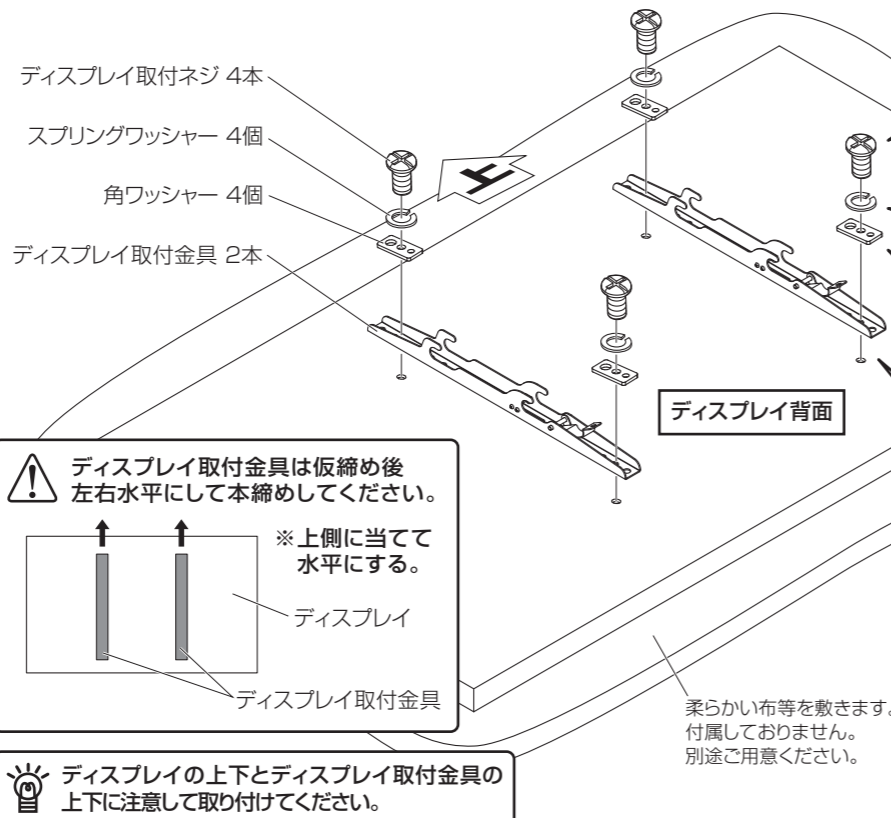 ディスプレイ取付ネジ 4本
スプリングワッシャー 4個
角ワッシャー 4個
ディスプレイ取付金具 2本
上
ディスプレイ背面
ディスプレイ取付金具は仮締め後
左右水平にして本締めしてください。
※上側に当てて
水平にする。
ディスプレイ
ディスプレイ取付金具
柔らかい布等を敷きます。
付属しておりません。
別途ご用意ください。
ディスプレイの上下とディスプレイ取付金具の
上下に注意して取り付けてください。